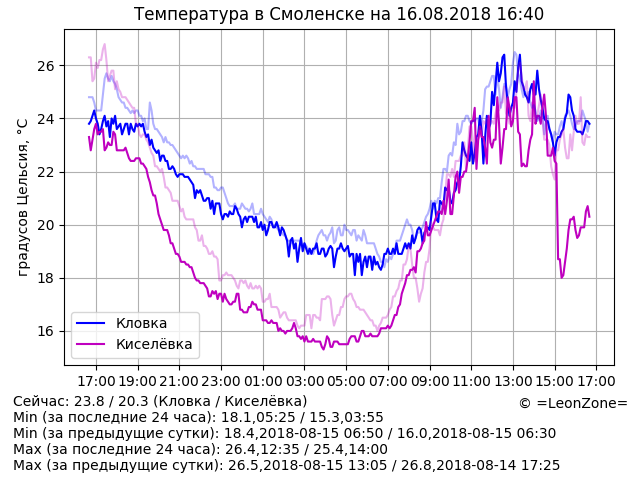 Температура в Смоленске на 16.08.2018 16:40
градусов Цельсия, °C
26
24
22
20
18
16
Кловка
Киселёвка
17:00 19:00 21:00 23:00 01:00 03:00 05:00 07:00 09:00 11:00 13:00 15:00 17:00
Сейчас: 23.8 / 20.3 (Кловка / Киселёвка)
© =LeonZone=
Min (за последние 24 часа): 18.1,05:25 / 15.3,03:55
Min (за предыдущие сутки): 18.4,2018-08-15 06:50 / 16.0,2018-08-15 06:30
Max (за последние 24 часа): 26.4,12:35 / 25.4,14:00
Max (за предыдущие сутки): 26.5,2018-08-15 13:05 / 26.8,2018-08-14 17:25